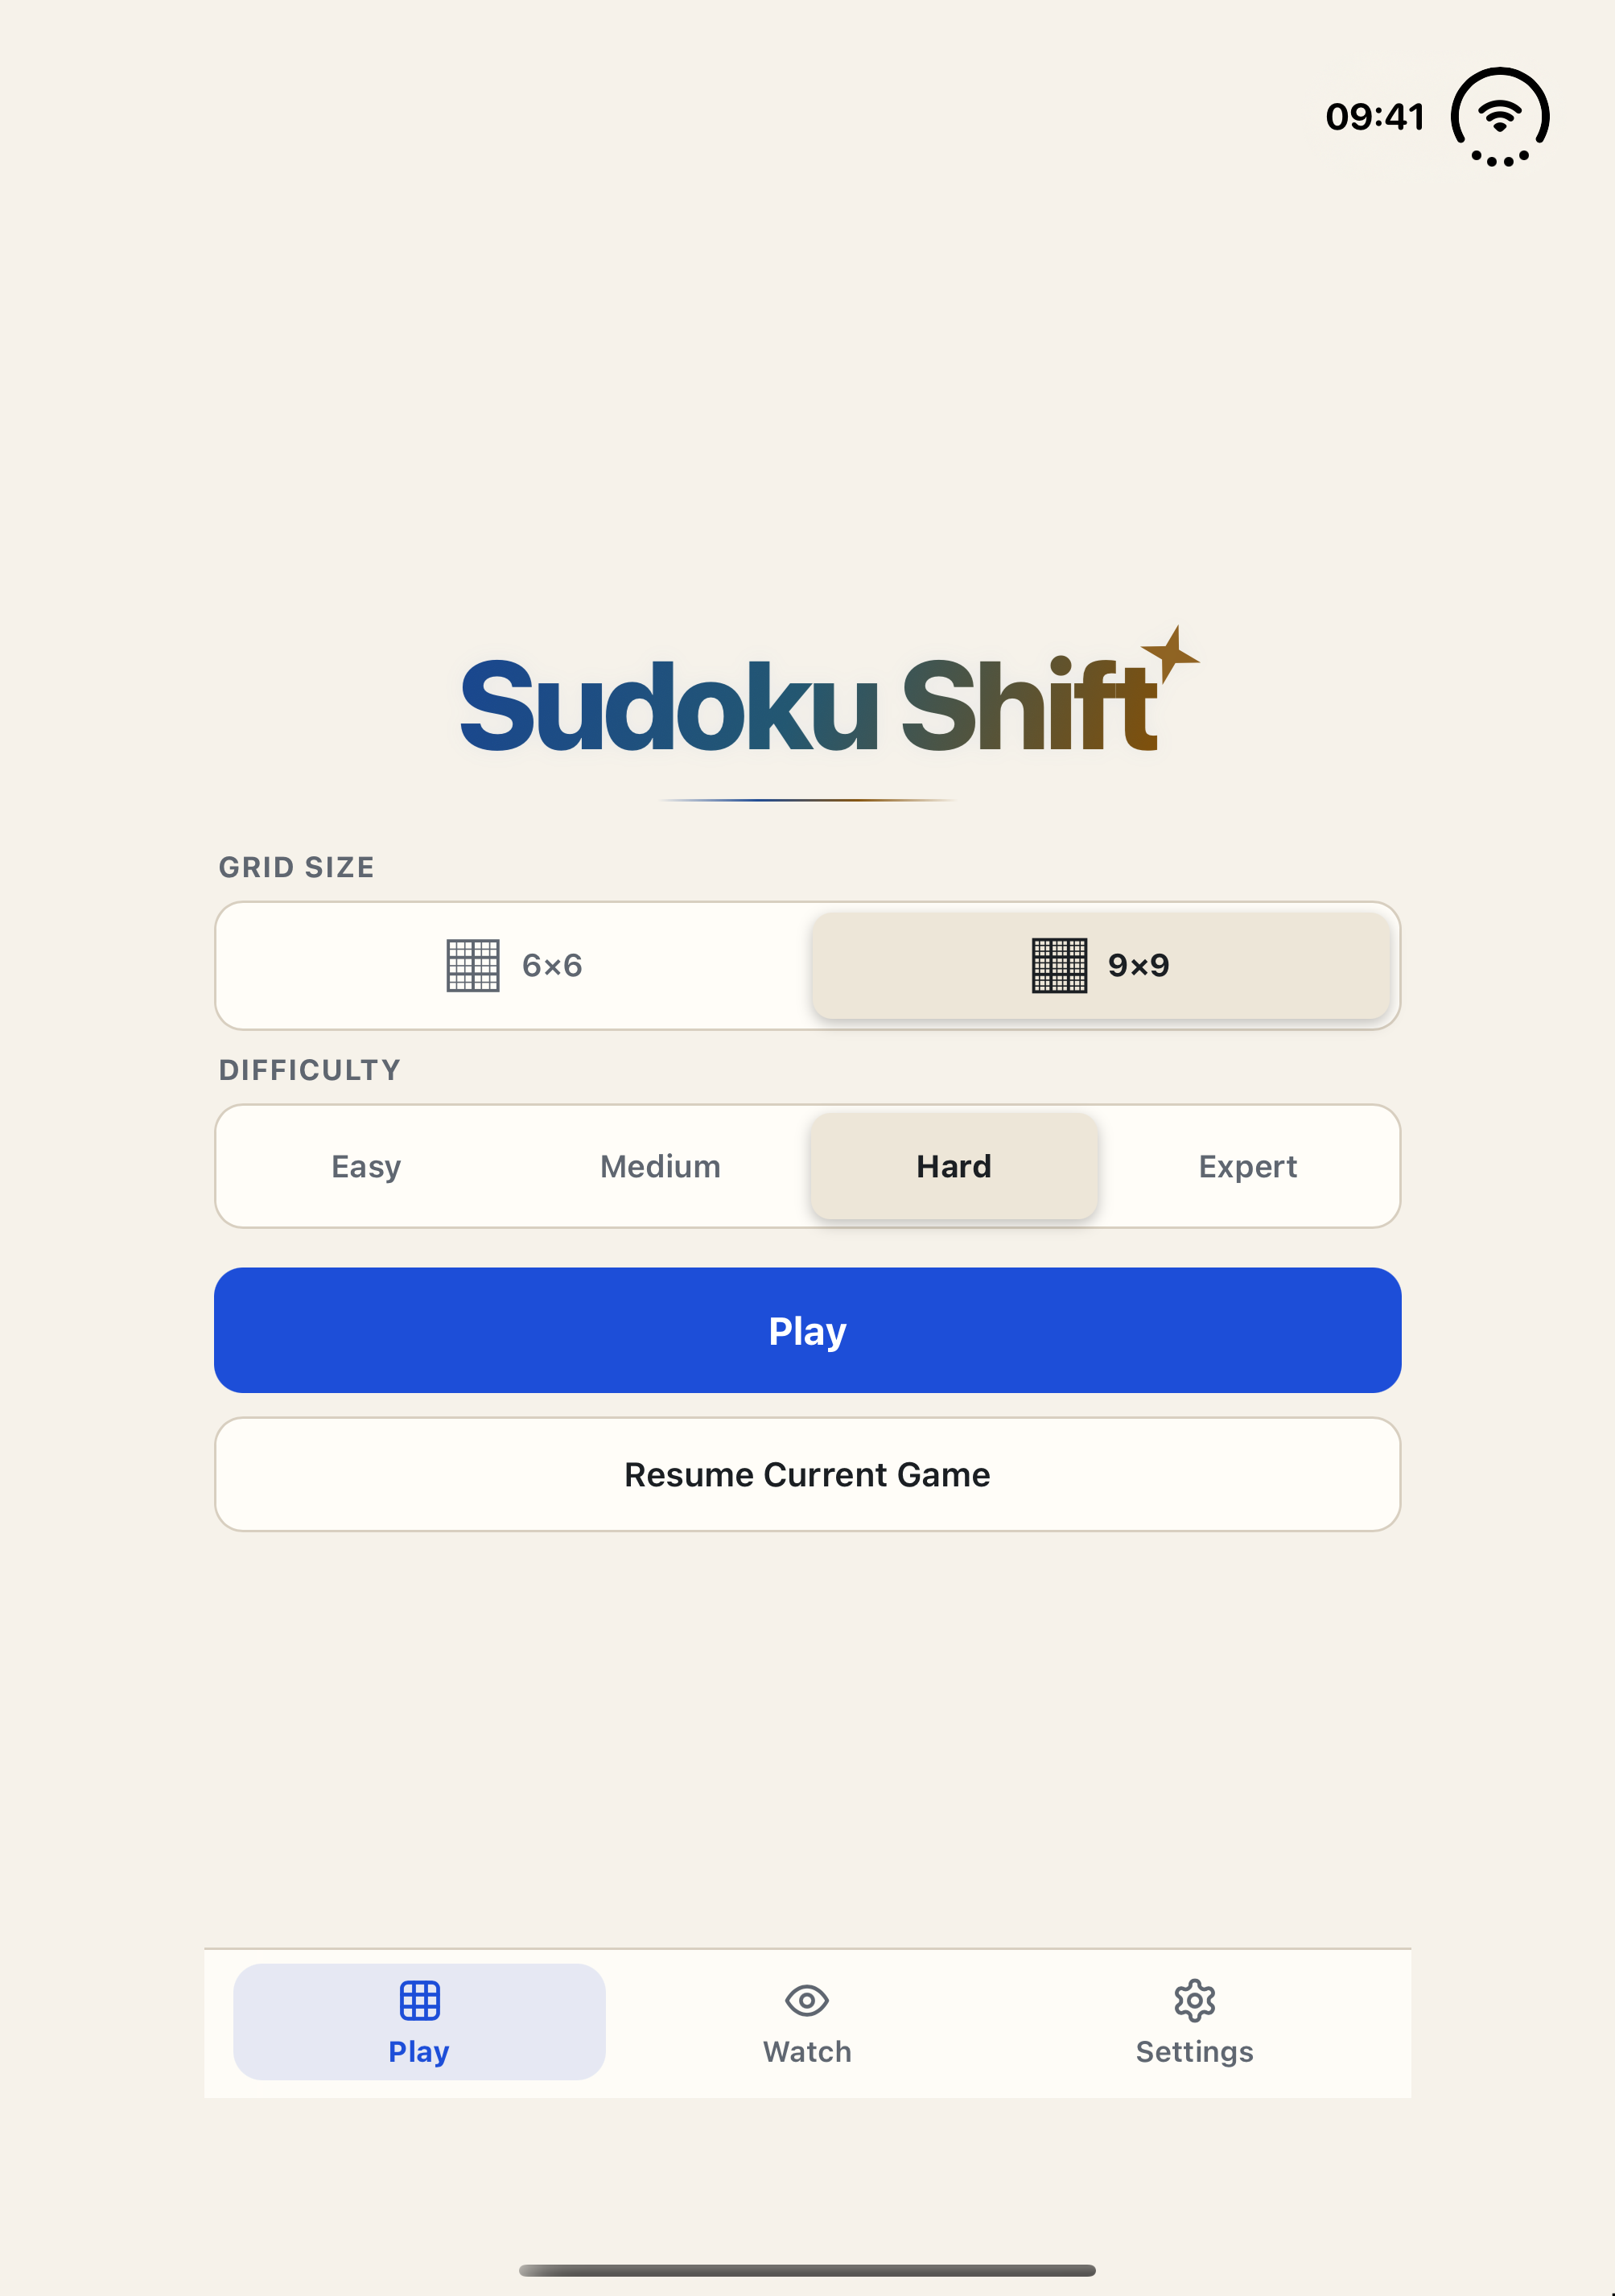 09:41
Sudoku Shift
GRID SIZE
6×6 9×9
DIFFICULTY
Easy Medium Hard Expert
Play
Resume Current Game
Play Watch Settings